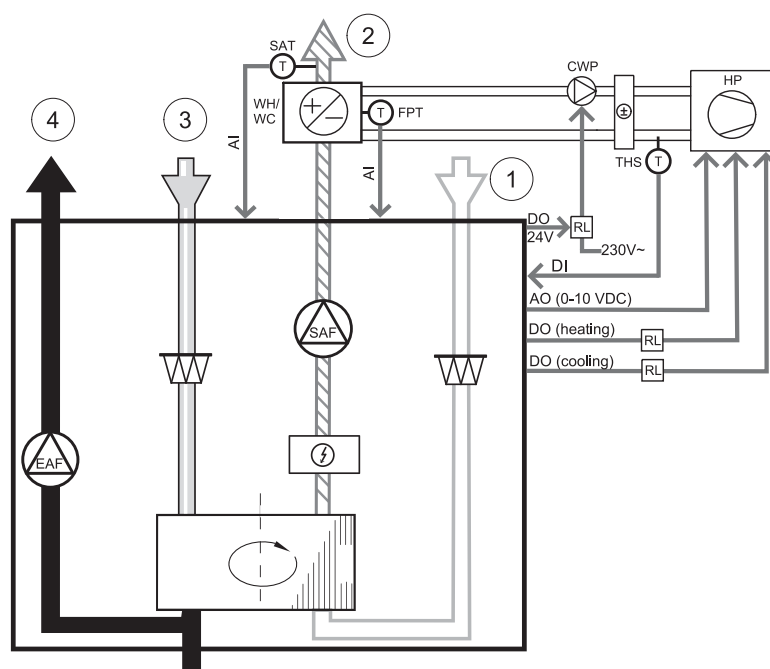 SAT
2
T
CWP
HP
4
3
WH/
WC
+
−
T
FPT
±
AI
AI
THS
T
1
DO
24V
RL
230V~
DI
AO (0-10 VDC)
SAF
DO (heating)
RL
DO (cooling)
RL
EAF